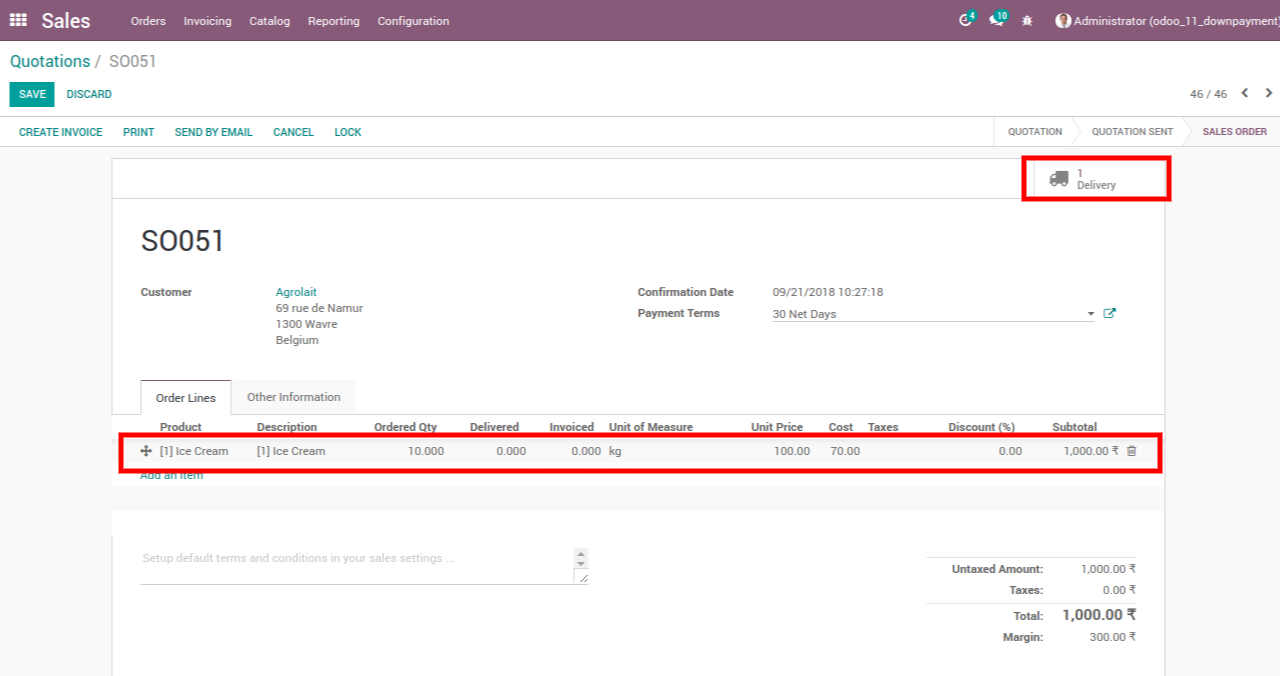 Sales Orders Invoicing Catalog Reporting Configuration 4 10 Administrator (odoo_11_downpayment)
Quotations / SO051
SAVE DISCARD 46 / 46
CREATE INVOICE PRINT SEND BY EMAIL CANCEL LOCK QUOTATION QUOTATION SENT SALES ORDER
1
Delivery
SO051
Customer Agrolait Confirmation Date 09/21/2018 10:27:18
69 rue de Namur Payment Terms 30 Net Days
1300 Wavre
Belgium
Order Lines Other Information
Product Description Ordered Qty Delivered Invoiced Unit of Measure Unit Price Cost Taxes Discount (%) Subtotal
[1] Ice Cream [1] Ice Cream 10.000 0.000 0.000 kg 100.00 70.00 0.00 1,000.00 ₹
Add an item
Setup default terms and conditions in your sales settings ...
Untaxed Amount: 1,000.00 ₹
Taxes: 0.00 ₹
Total: 1,000.00 ₹
Margin: 300.00 ₹